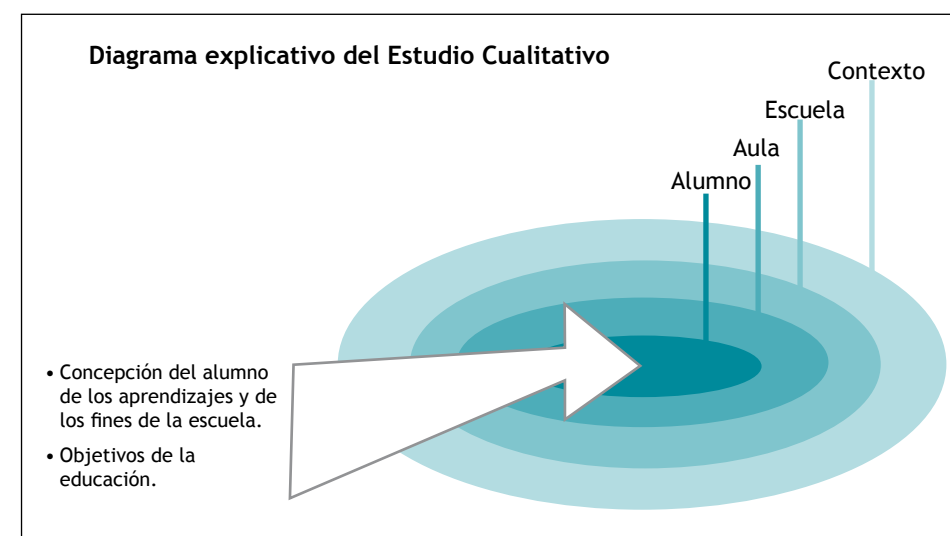 Diagrama explicativo del Estudio Cualitativo
Contexto
Escuela
Aula
Alumno
• Concepción del alumno
de los aprendizajes y de
los fines de la escuela.
• Objetivos de la
educación.